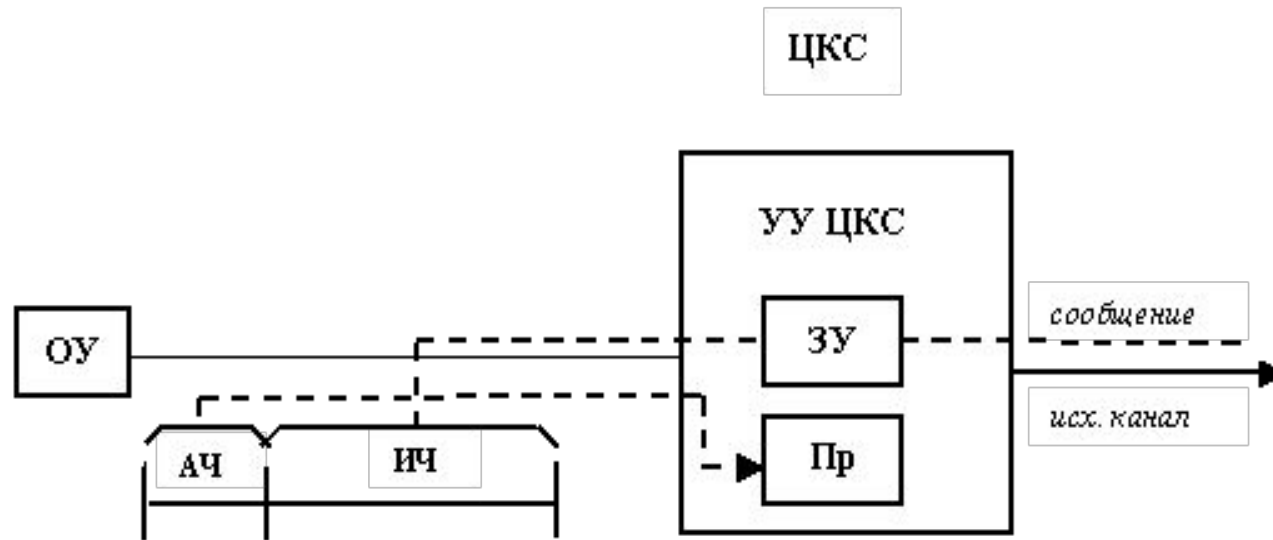 ЦКС
УУ ЦКС
ЗУ
сообщение
ОУ
исх. канал
АЧ
ИЧ
Пр